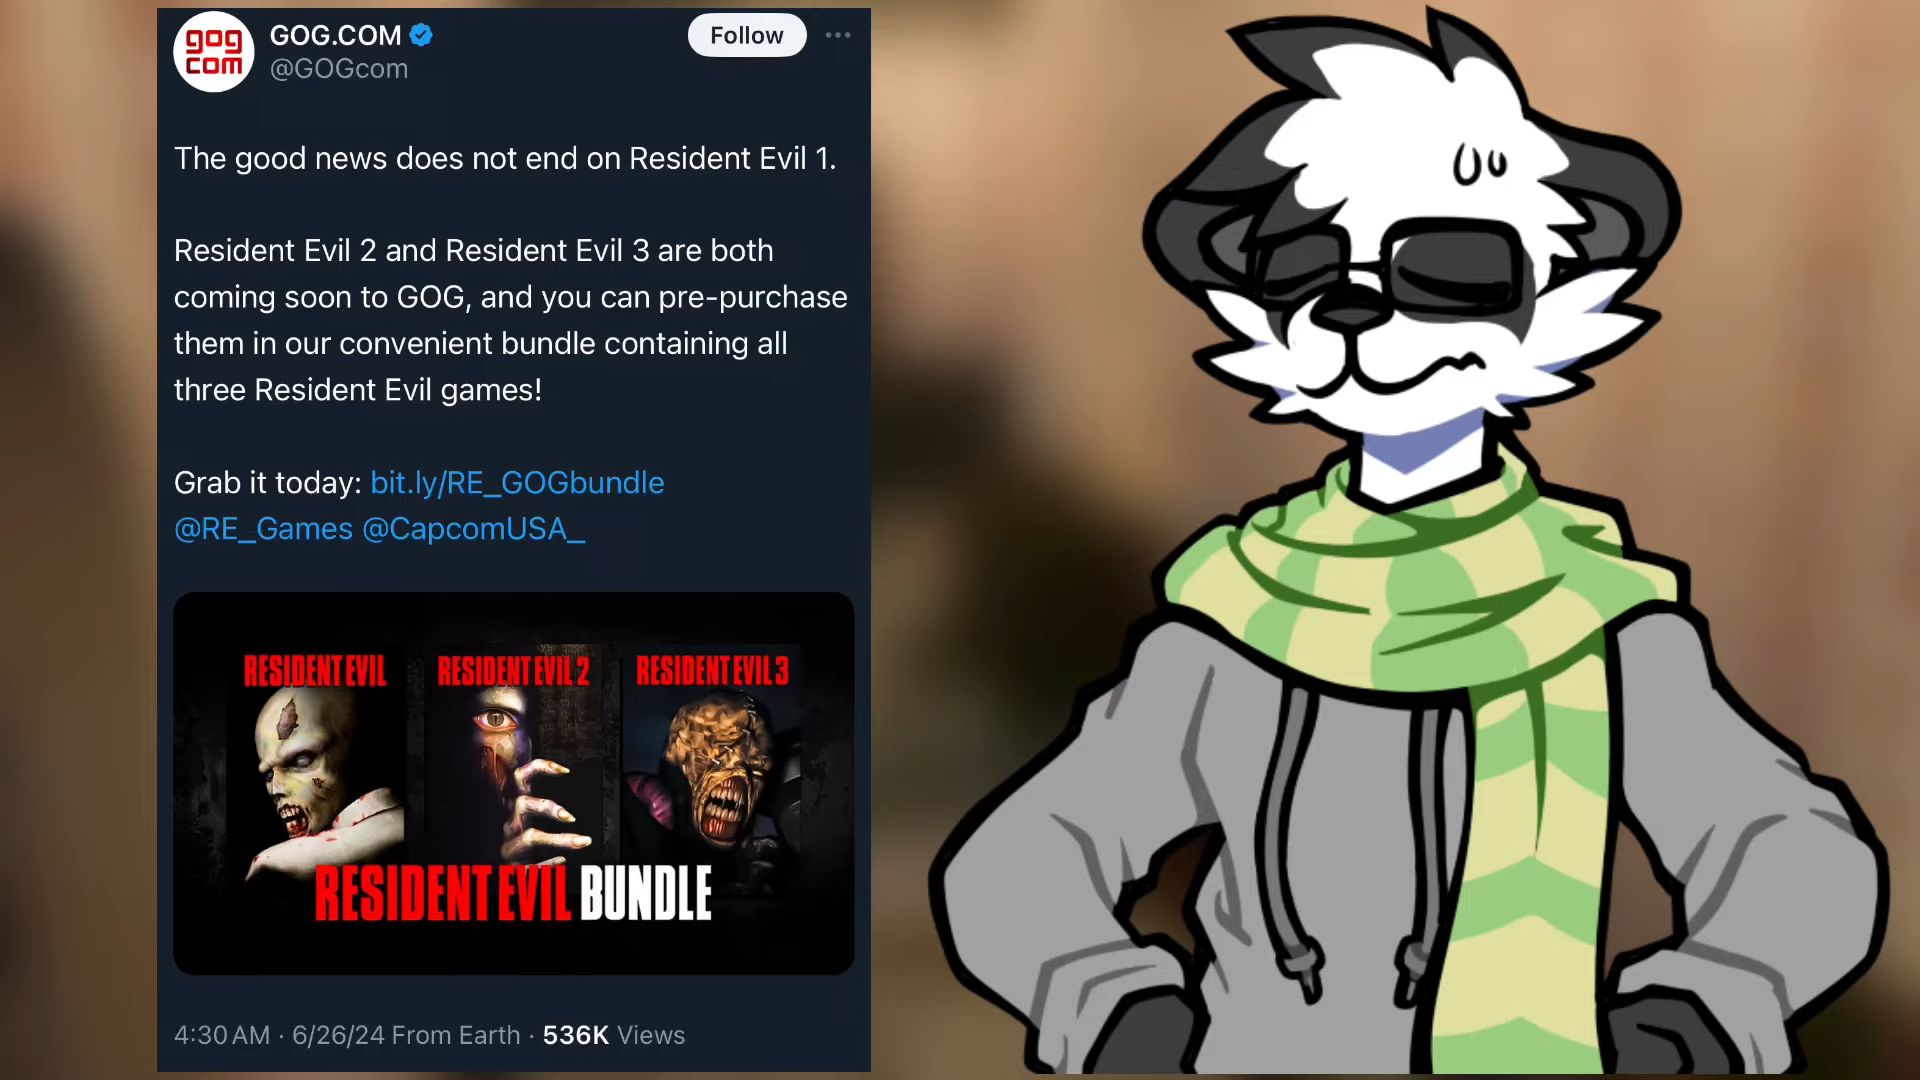 gog
com
GOG.COM
@GOGcom
Follow
The good news does not end on Resident Evil 1.
Resident Evil 2 and Resident Evil 3 are both
coming soon to GOG, and you can pre-purchase
them in our convenient bundle containing all
three Resident Evil games!
Grab it today: bit.ly/RE_GOGbundle
@RE_Games @CapcomUSA_
RESIDENT EVIL
RESIDENT EVIL 2
RESIDENT EVIL 3
RESIDENT EVIL BUNDLE
4:30 AM · 6/26/24 From Earth · 536K Views